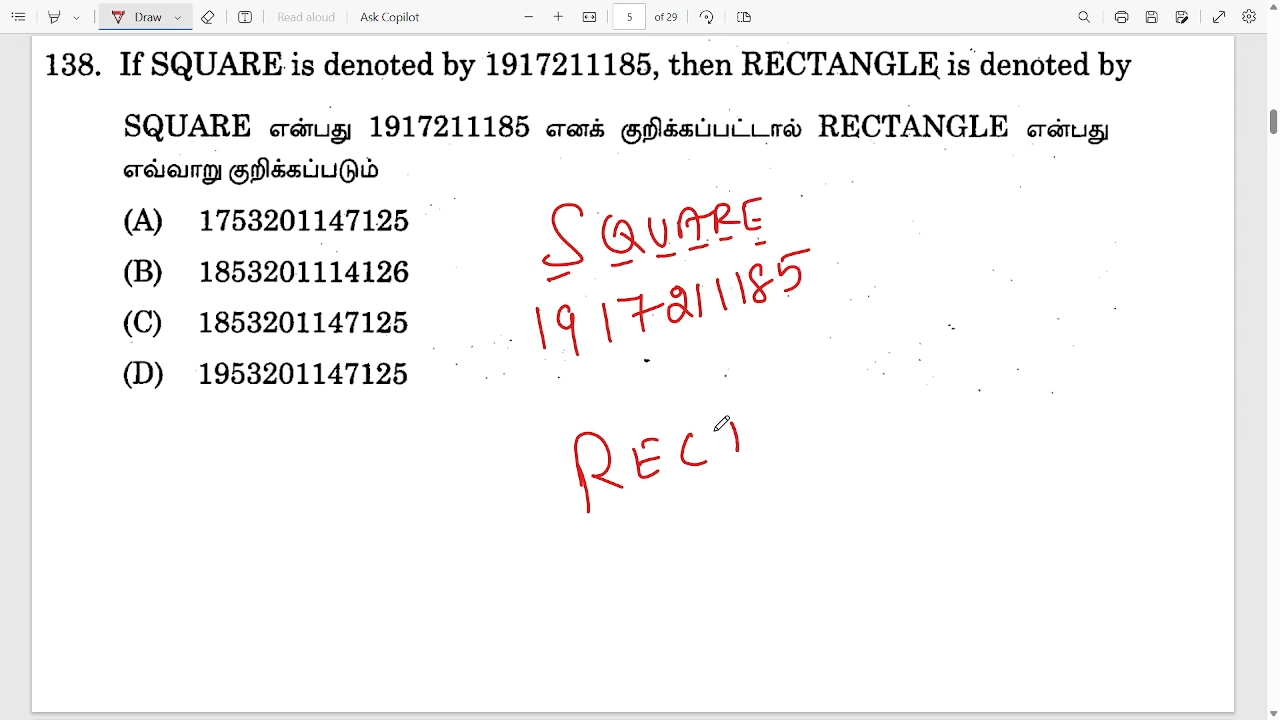 Draw
Read aloud
Ask Copilot
5
of 29
138. If SQUARE is denoted by 1917211185, then RECTANGLE is denoted by
SQUARE என்பது 1917211185 எனக் குறிக்கப்பட்டால் RECTANGLE என்பது
எவ்வாறு குறிக்கப்படும்
(A) 1753201147125
(B) 1853201114126
(C) 1853201147125
(D) 1953201147125
SQUARE
1917211185
REC